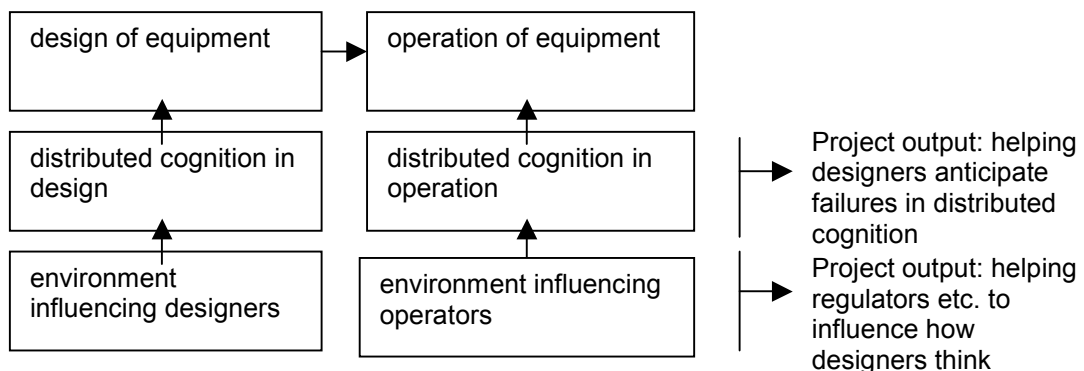 design of equipment
operation of equipment
distributed cognition in
design
distributed cognition in
operation
Project output: helping
designers anticipate
failures in distributed
cognition
environment
influencing designers
environment influencing
operators
Project output: helping
regulators etc. to
influence how
designers think